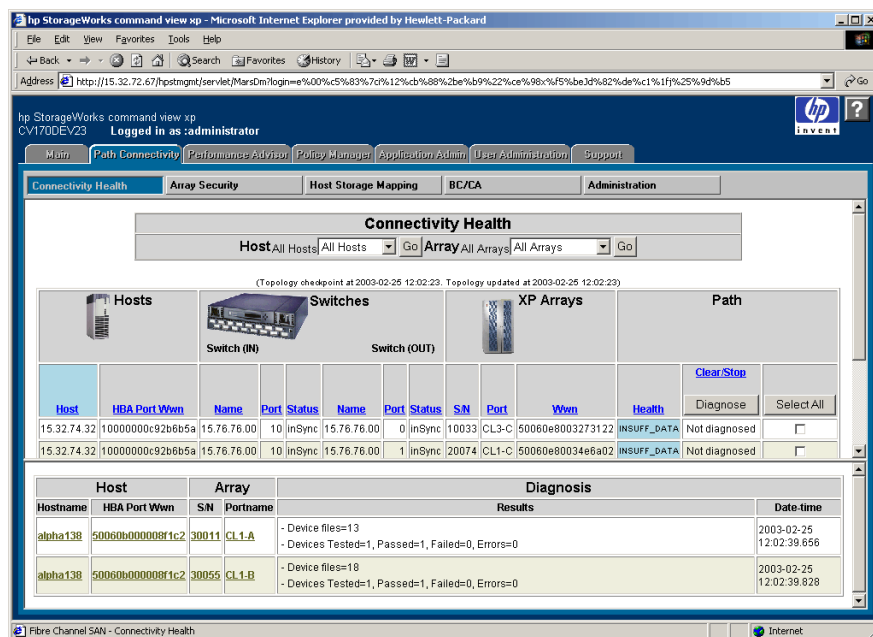 hp StorageWorks command view xp - Microsoft Internet Explorer provided by Hewlett-Packard
File Edit View Favorites Tools Help
Back Search Favorites History
Address http://15.32.72.67/hpstmgmt/servlet/MarsDm?login=e%00%c5%83%7ci%12%cb%88%2be%b9%22%ce%98x%f5%beJd%82%de%c1%1fj%25%9d%b5 Go
hp StorageWorks command view xp
CV170DEV23 Logged in as :administrator
hp invent ?
Main Path Connectivity Performance Advisor Policy Manager Application Admin User Administration Support
Connectivity Health Array Security Host Storage Mapping BC/CA Administration
Connectivity Health
Host All Hosts All Hosts Go Array All Arrays All Arrays Go
(Topology checkpoint at 2003-02-25 12:02:23. Topology updated at 2003-02-25 12:02:23)
Hosts Switches XP Arrays Path
Switch (IN) Switch (OUT)
Clear/Stop
Host HBA Port Wwn Name Port Status Name Port Status S/N Port Wwn Health Diagnose Select All
15.32.74.32 10000000c92b6b5a 15.76.76.00 10 inSync 15.76.76.00 0 inSync 10033 CL3-C 50060e8003273122 INSUFF_DATA Not diagnosed
15.32.74.32 10000000c92b6b5a 15.76.76.00 10 inSync 15.76.76.00 1 inSync 20074 CL1-C 50060e80034e6a02 INSUFF_DATA Not diagnosed
Host Array Diagnosis
Hostname HBA Port Wwn S/N Portname Results Date-time
alpha138 50060b000008f1c2 30011 CL1-A - Device files=13 2003-02-25
- Devices Tested=1, Passed=1, Failed=0, Errors=0 12:02:39.656
alpha138 50060b000008f1c2 30055 CL1-B - Device files=18 2003-02-25
- Devices Tested=1, Passed=1, Failed=0, Errors=0 12:02:39.828
Fibre Channel SAN - Connectivity Health Internet